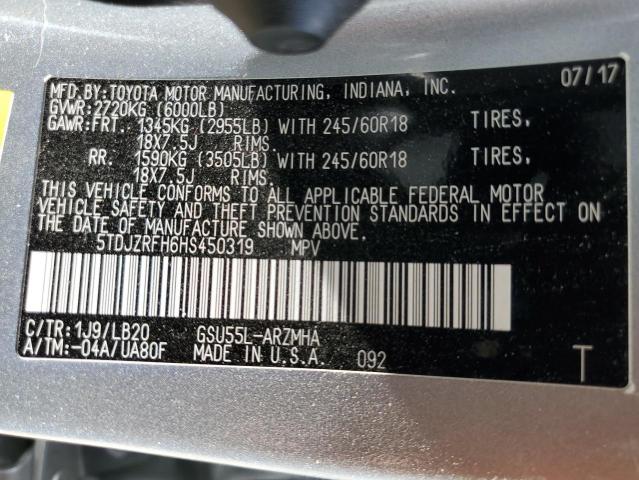 MFD.BY:TOYOTA MOTOR MANUFACTURING, INDIANA, INC. 07/17
GVWR:2720KG (6000LB)
GAWR:FRT. 1345KG (2955LB) WITH 245/60R18 TIRES,
18X7.5J RIMS.
RR. 1590KG (3505LB) WITH 245/60R18 TIRES,
18X7.5J RIMS.
THIS VEHICLE CONFORMS TO ALL APPLICABLE FEDERAL MOTOR
VEHICLE SAFETY AND THEFT PREVENTION STANDARDS IN EFFECT ON
THE DATE OF MANUFACTURE SHOWN ABOVE.
5TDJZRFH6HS450319 MPV
C/TR:1J9/LB20 GSU55L-ARZMHA
A/TM:-04A/UA80F MADE IN U.S.A. 092 T